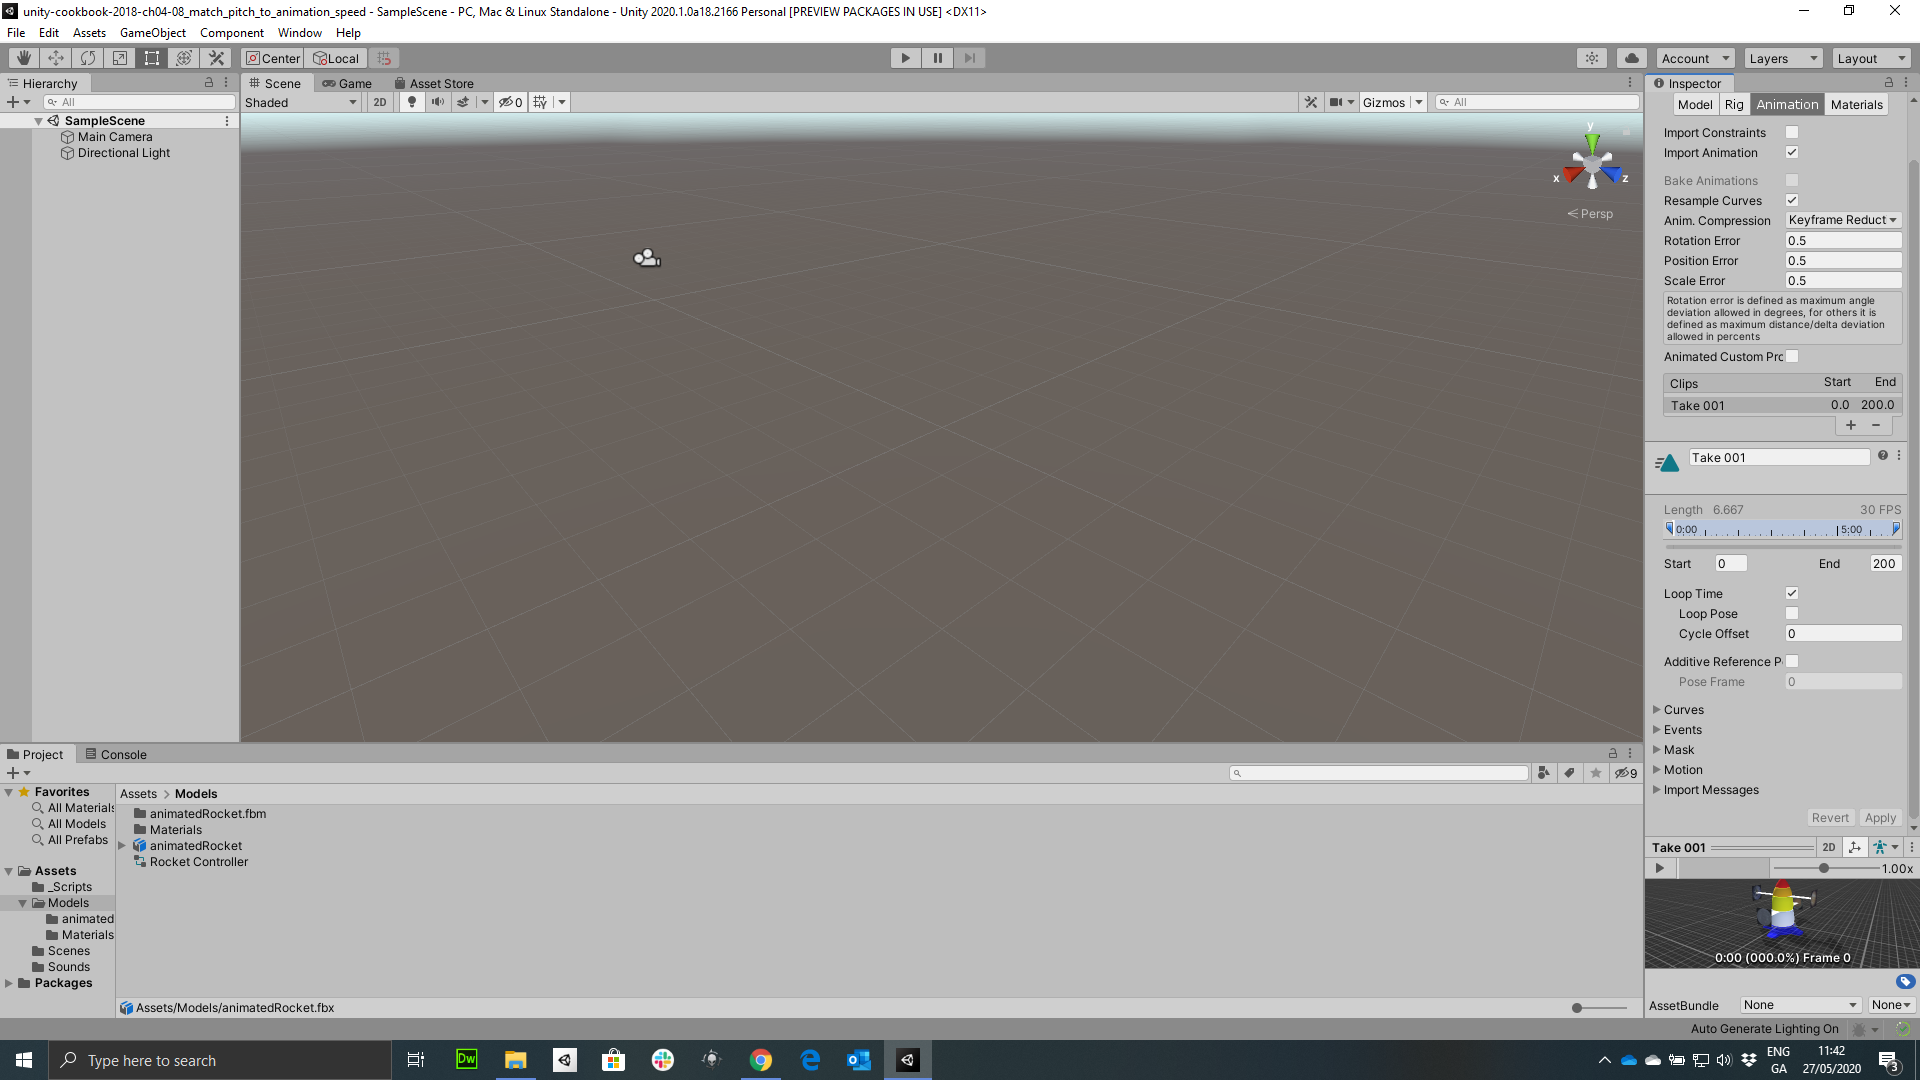 unity-cookbook-2018-ch04-08_match_pitch_to_animation_speed - SampleScene - PC, Mac & Linux Standalone - Unity 2020.1.0a18.2166 Personal [PREVIEW PACKAGES IN USE] <DX11>
File Edit Assets GameObject Component Window Help
Center Local Account Layers Layout
Hierarchy
All
SampleScene
Main Camera
Directional Light
Scene Game Asset Store
Shaded 2D 0 Gizmos All
y
x z
Persp
Inspector
Model Rig Animation Materials
Import Constraints
Import Animation
Bake Animations
Resample Curves
Anim. Compression Keyframe Reduct
Rotation Error 0.5
Position Error 0.5
Scale Error 0.5
Rotation error is defined as maximum angle
deviation allowed in degrees, for others it is
defined as maximum distance/delta deviation
allowed in percents
Animated Custom Prc
Clips Start End
Take 001 0.0 200.0
+ −
Take 001
Length 6.667 30 FPS
0:00 5:00
Start 0 End 200
Loop Time
Loop Pose
Cycle Offset 0
Additive Reference P
Pose Frame 0
Curves
Events
Mask
Motion
Import Messages
Revert Apply
Take 001 2D
1.00x
0:00 (000.0%) Frame 0
AssetBundle None None
Project Console
9
Favorites
All Materials
All Models
All Prefabs
Assets
_Scripts
Models
animated
Materials
Scenes
Sounds
Packages
Assets > Models
animatedRocket.fbm
Materials
animatedRocket
Rocket Controller
Assets/Models/animatedRocket.fbx
Auto Generate Lighting On
Type here to search
Dw
ENG
GA
11:42
27/05/2020
3